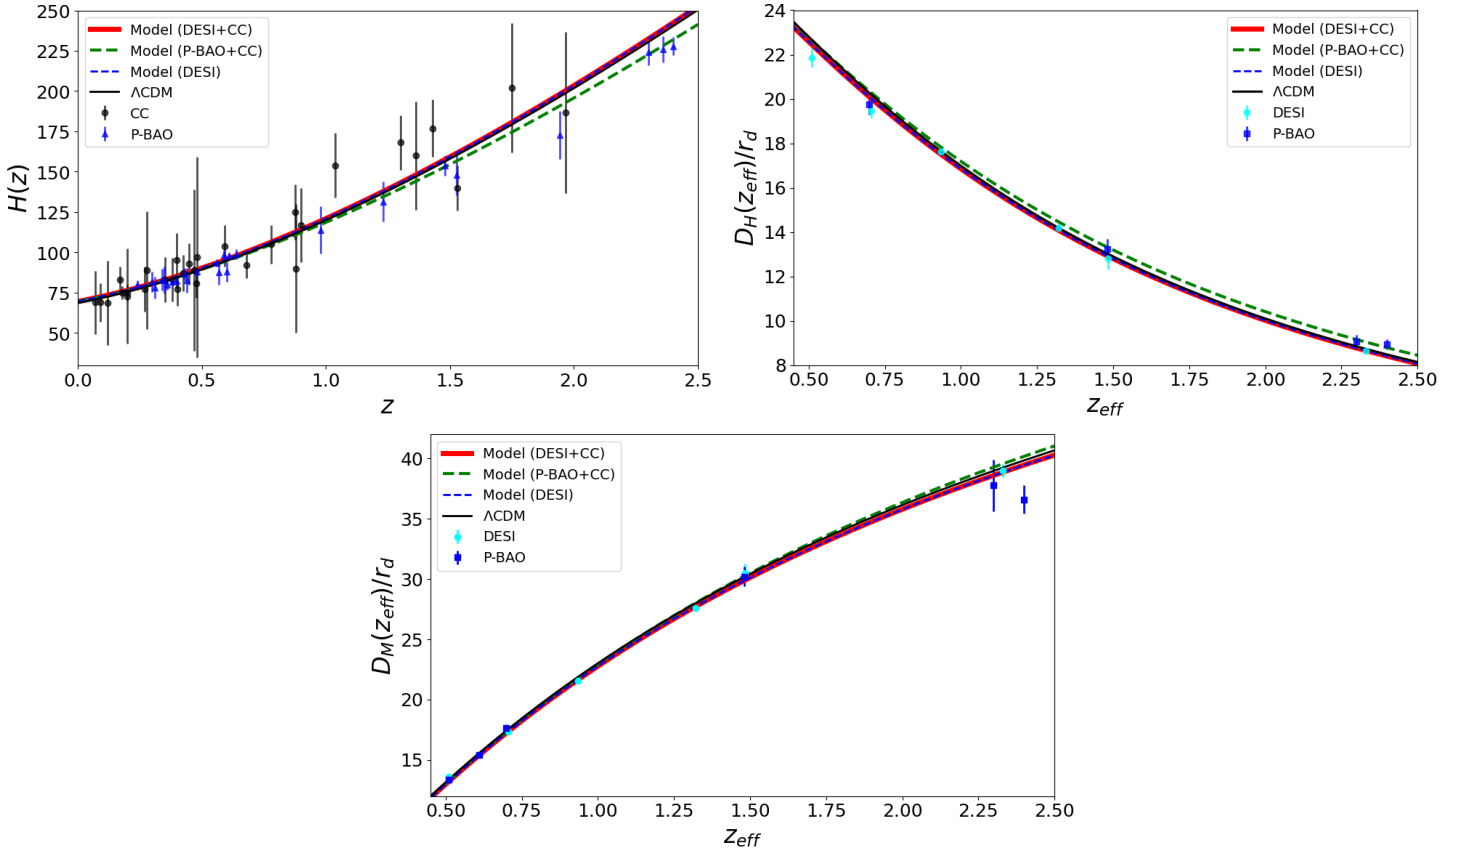 Model (DESI+CC)
Model (P-BAO+CC)
Model (DESI)
ΛCDM
CC
P-BAO
H(z)
250
225
200
175
150
125
100
75
50
0.0 0.5 1.0 1.5 2.0 2.5
z
Model (DESI+CC)
Model (P-BAO+CC)
Model (DESI)
ΛCDM
DESI
P-BAO
D_H(z_eff)/r_d
24
22
20
18
16
14
12
10
8
0.50 0.75 1.00 1.25 1.50 1.75 2.00 2.25 2.50
z_eff
Model (DESI+CC)
Model (P-BAO+CC)
Model (DESI)
ΛCDM
DESI
P-BAO
D_M(z_eff)/r_d
40
35
30
25
20
15
0.50 0.75 1.00 1.25 1.50 1.75 2.00 2.25 2.50
z_eff